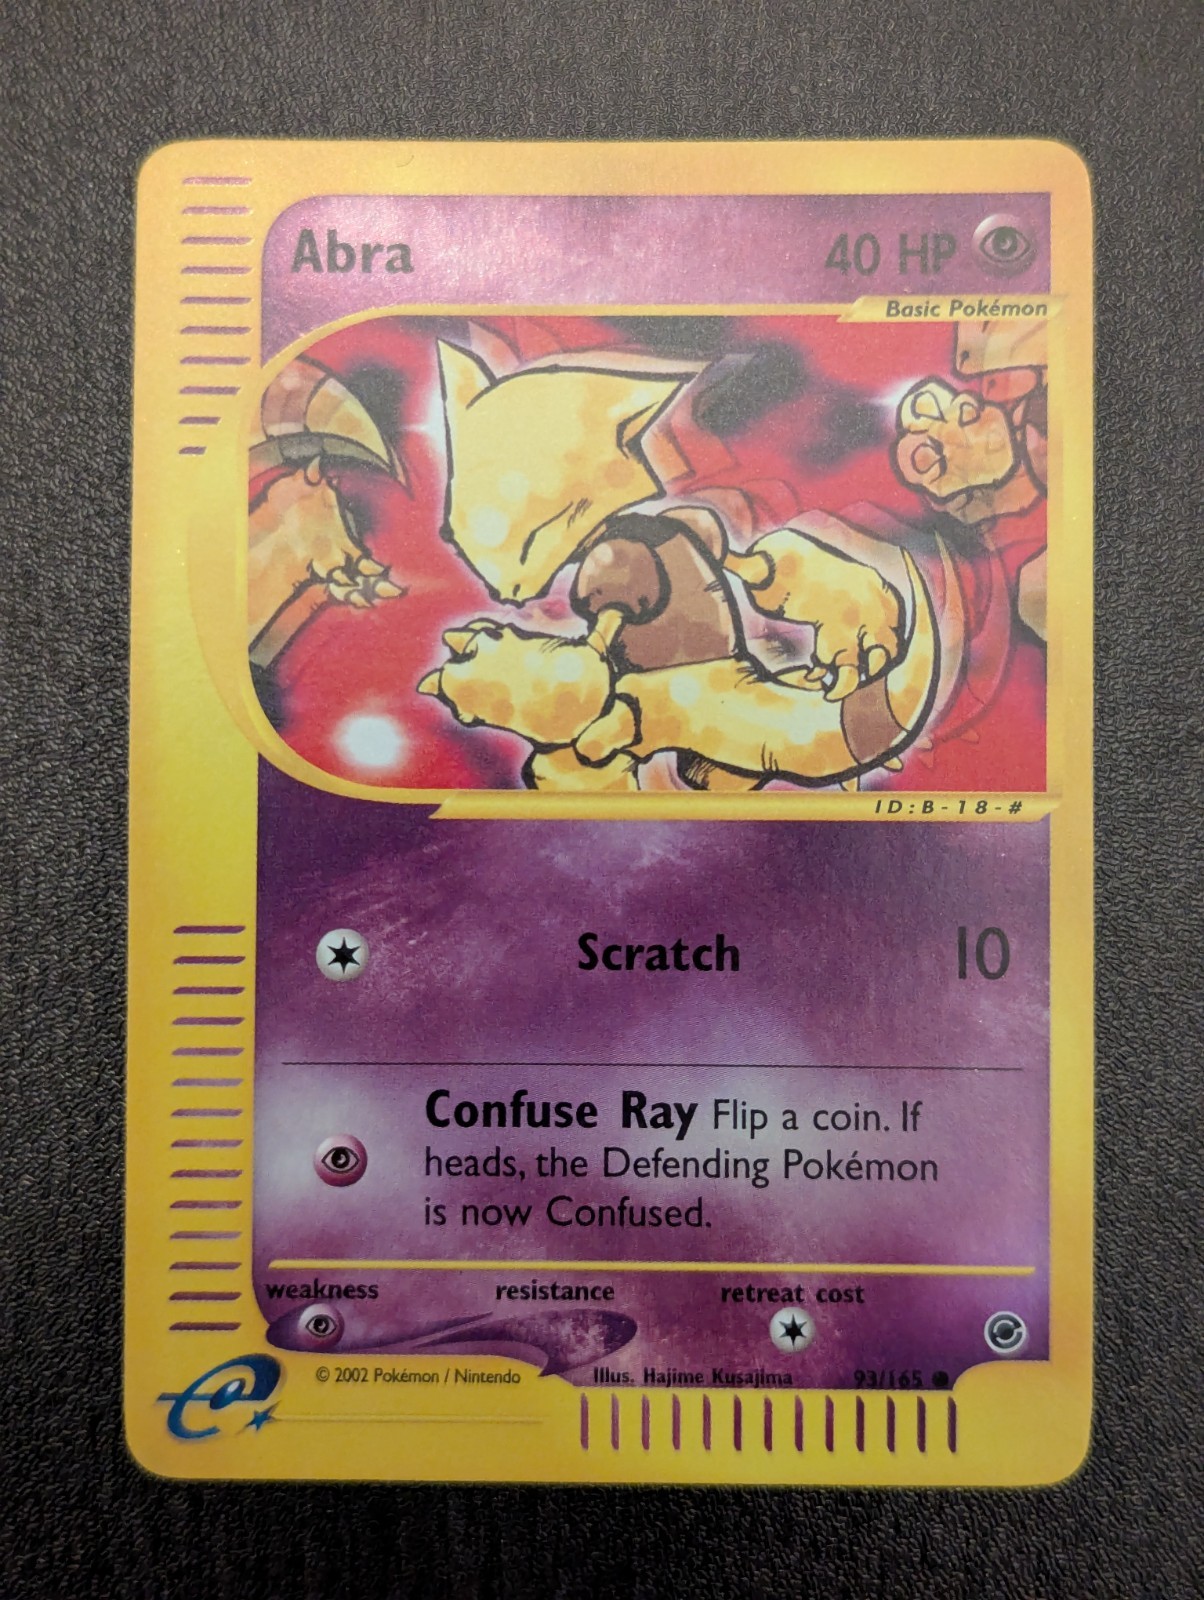 Abra
40 HP
Basic Pokémon
ID:B-18-#
Scratch 10
Confuse Ray Flip a coin. If
heads, the Defending Pokémon
is now Confused.
weakness resistance retreat cost
© 2002 Pokémon / Nintendo Illus. Hajime Kusajima 93/165
e